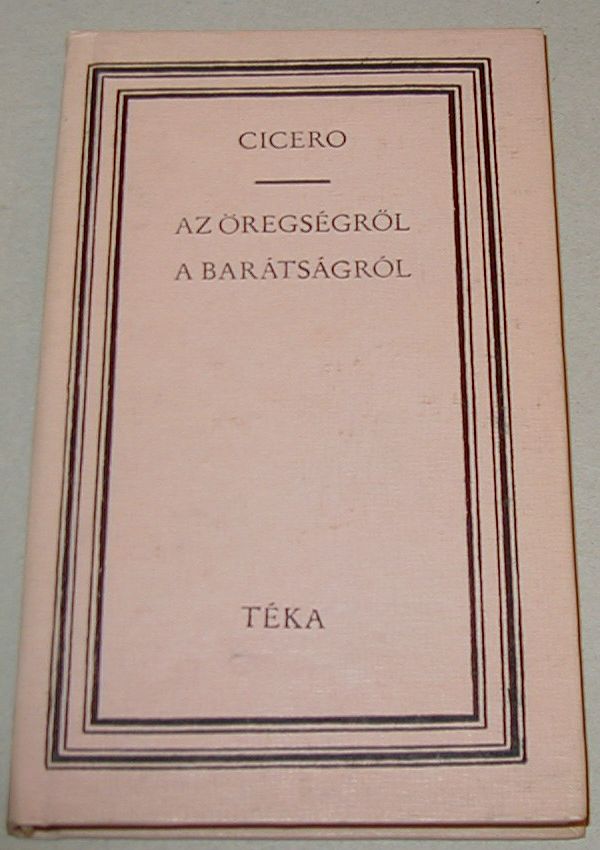 CICERO
AZ ÖREGSÉGRŐL
A BARÁTSÁGRÓL
TÉKA